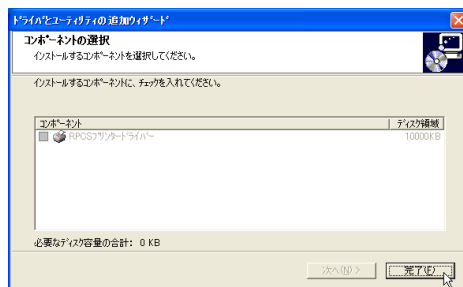 ドライバとユーティリティの追加ウィザード
コンポーネントの選択
インストールするコンポーネントを選択してください。
インストールするコンポーネントに、チェックを入れてください。
コンポーネント ディスク領域
RPCSプリンタードライバー 10000KB
必要なディスク容量の合計: 0 KB
次へ(N) > 完了(F)